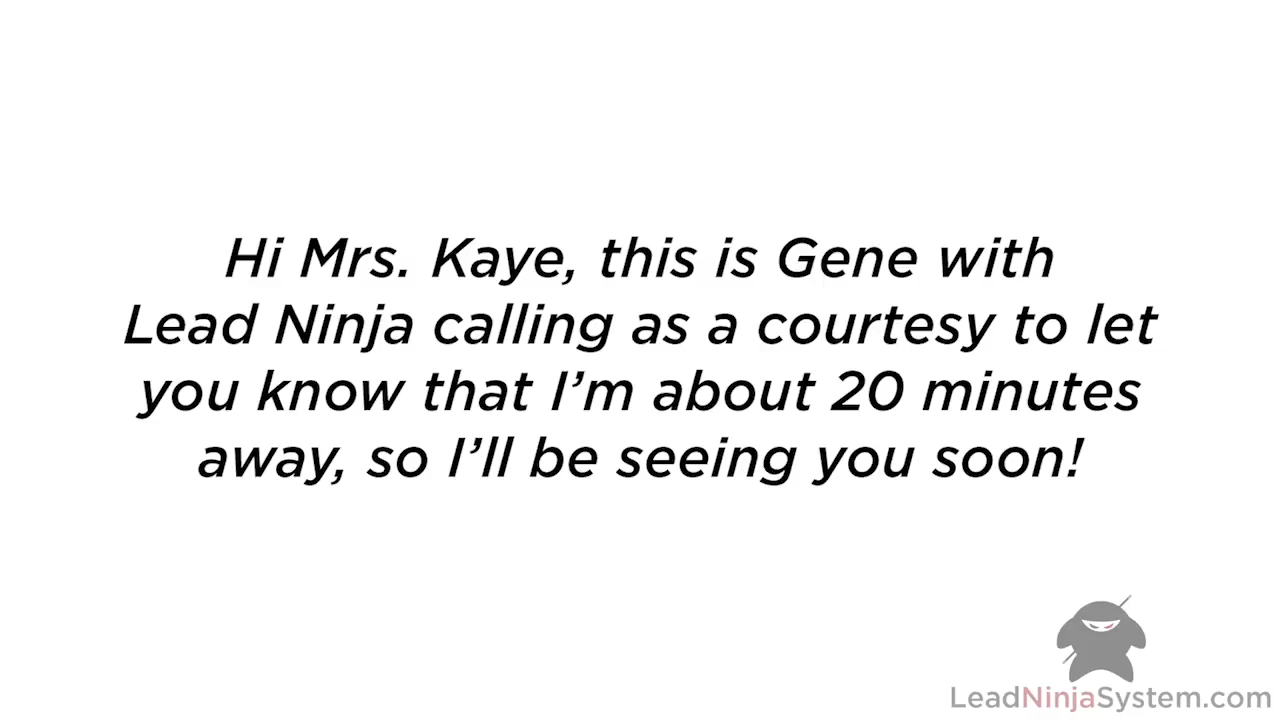 Hi Mrs. Kaye, this is Gene with
Lead Ninja calling as a courtesy to let
you know that I’m about 20 minutes
away, so I’ll be seeing you soon!
LeadNinjaSystem.com